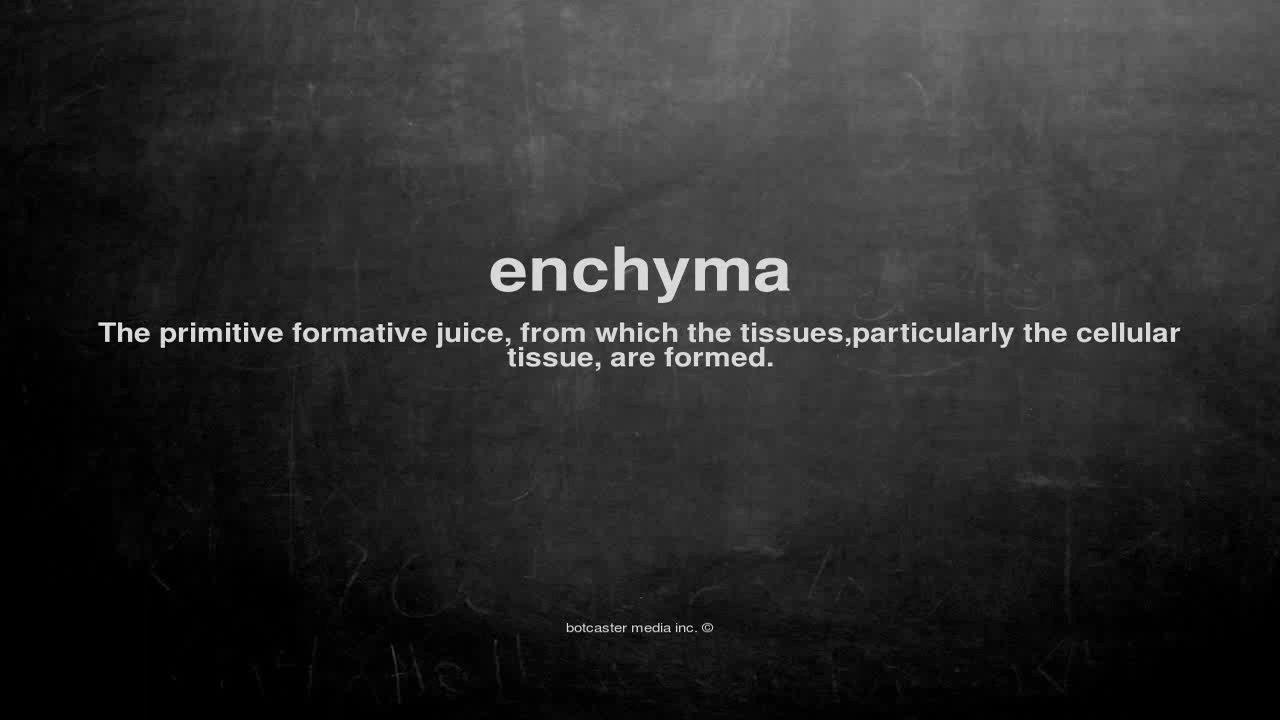 enchyma
The primitive formative juice, from which the tissues,particularly the cellular
tissue, are formed.
botcaster media inc. ©